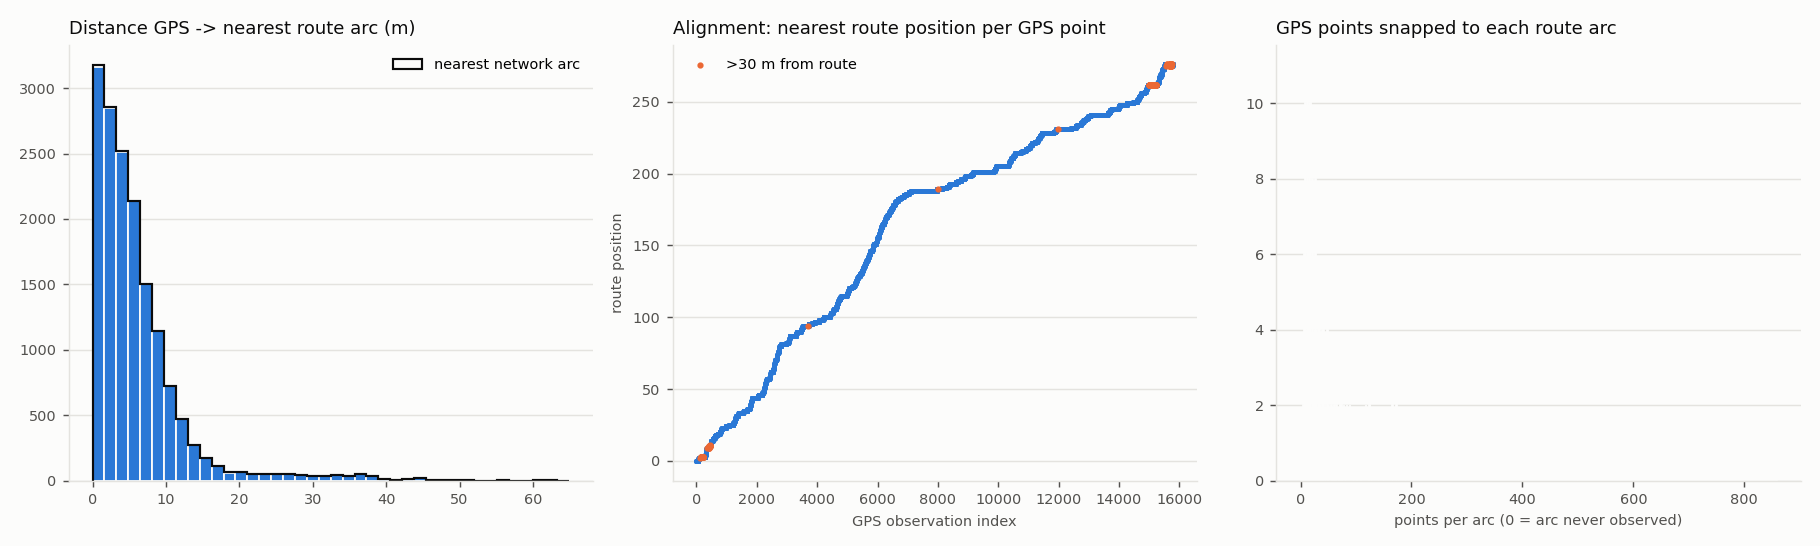 Distance GPS -> nearest route arc (m)
nearest network arc
3000
2500
2000
1500
1000
500
0
0 10 20 30 40 50 60
Alignment: nearest route position per GPS point
>30 m from route
route position
250
200
150
100
50
0
0 2000 4000 6000 8000 10000 12000 14000 16000
GPS observation index
GPS points snapped to each route arc
10
8
6
4
2
0
0 200 400 600 800
points per arc (0 = arc never observed)